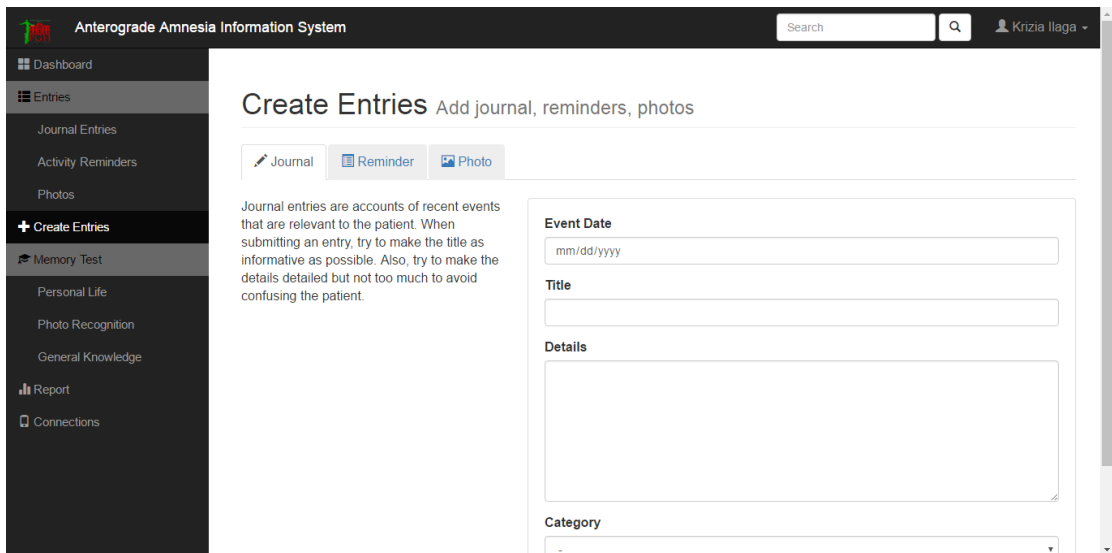 Anterograde Amnesia Information System
Search
Krizia Ilaga
Dashboard
Entries
Journal Entries
Activity Reminders
Photos
Create Entries
Memory Test
Personal Life
Photo Recognition
General Knowledge
Report
Connections
Create Entries Add journal, reminders, photos
Journal
Reminder
Photo
Journal entries are accounts of recent events
that are relevant to the patient. When
submitting an entry, try to make the title as
informative as possible. Also, try to make the
details detailed but not too much to avoid
confusing the patient.
Event Date
mm/dd/yyyy
Title
Details
Category
-